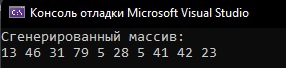 Консоль отладки Microsoft Visual Studio
Сгенерированный массив:
13 46 31 79 5 28 5 41 42 23